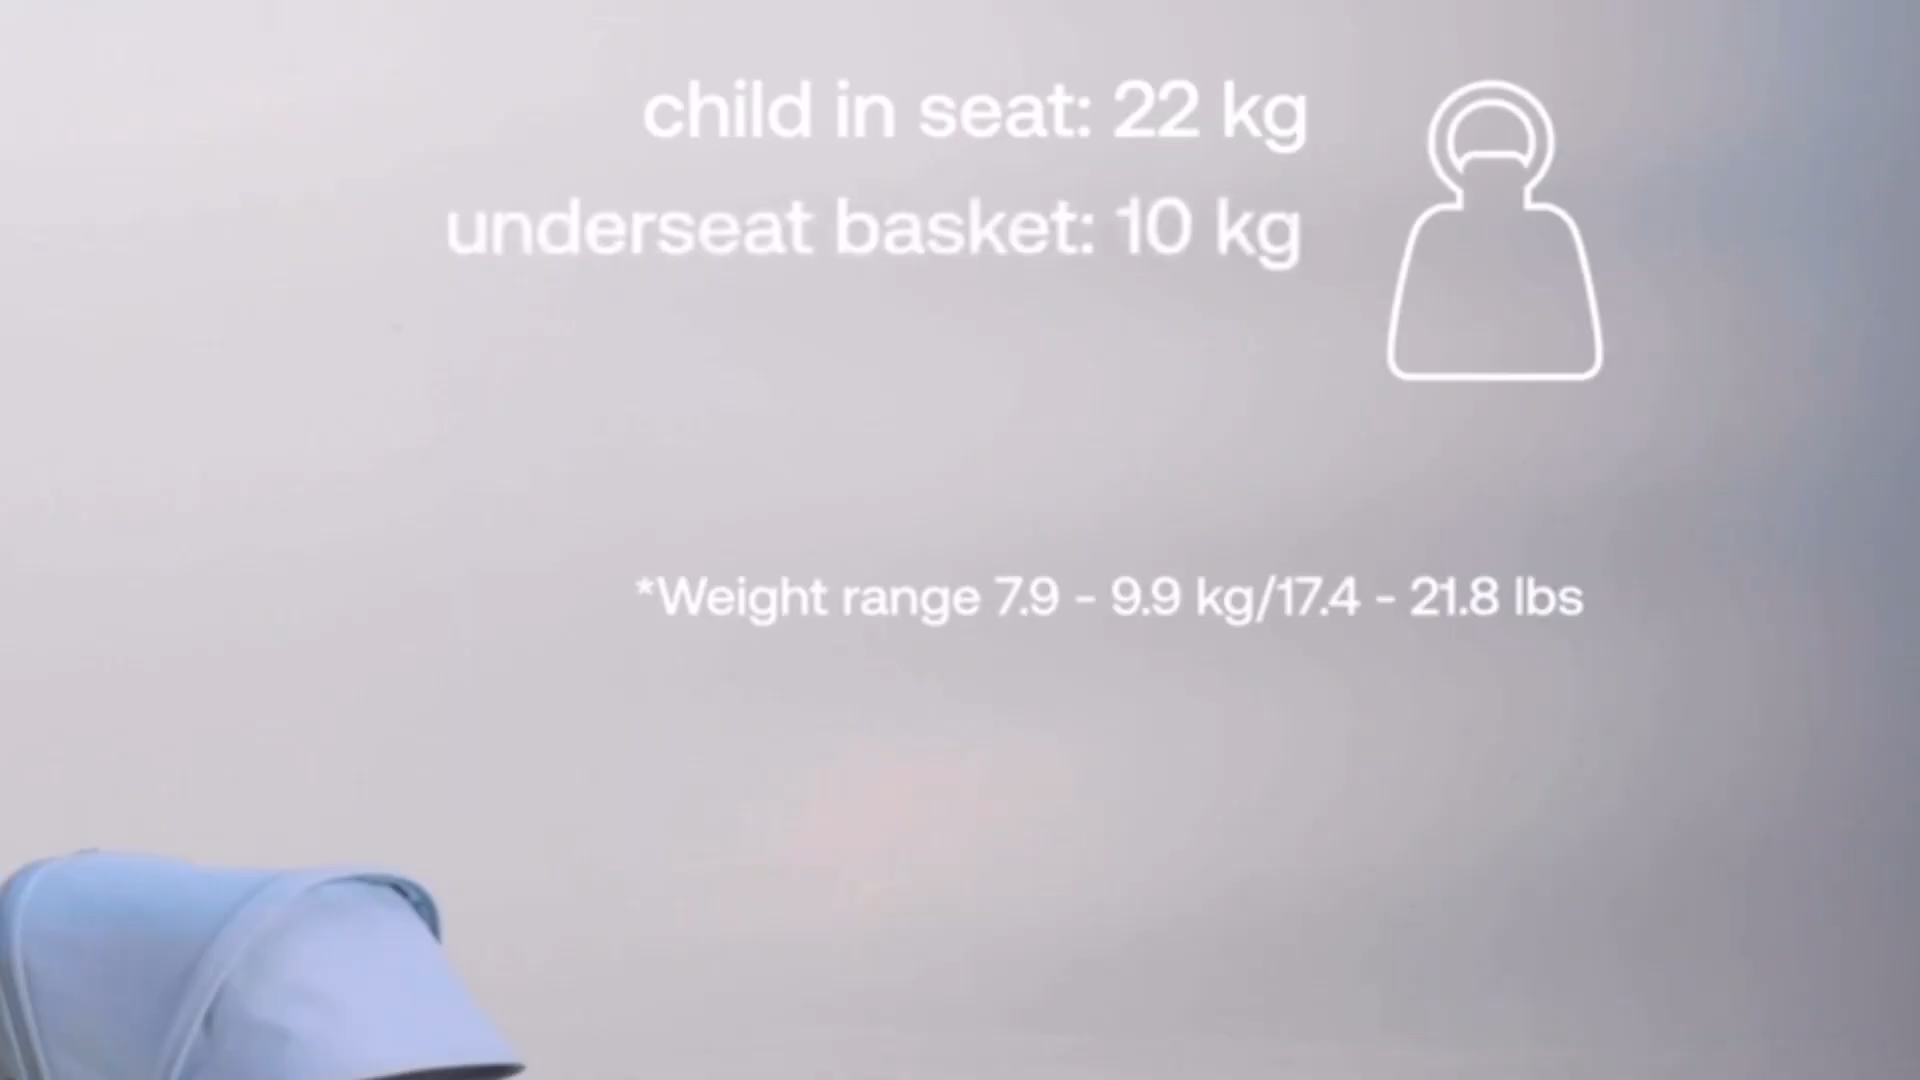 child in seat: 22 kg
underseat basket: 10 kg
*Weight range 7.9 - 9.9 kg/17.4 - 21.8 lbs